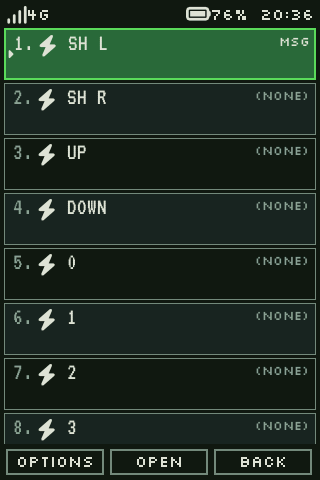 4G 76% 20:36
1. SH L MSG
2. SH R (NONE)
3. UP (NONE)
4. DOWN (NONE)
5. 0 (NONE)
6. 1 (NONE)
7. 2 (NONE)
8. 3 (NONE)
OPTIONS OPEN BACK